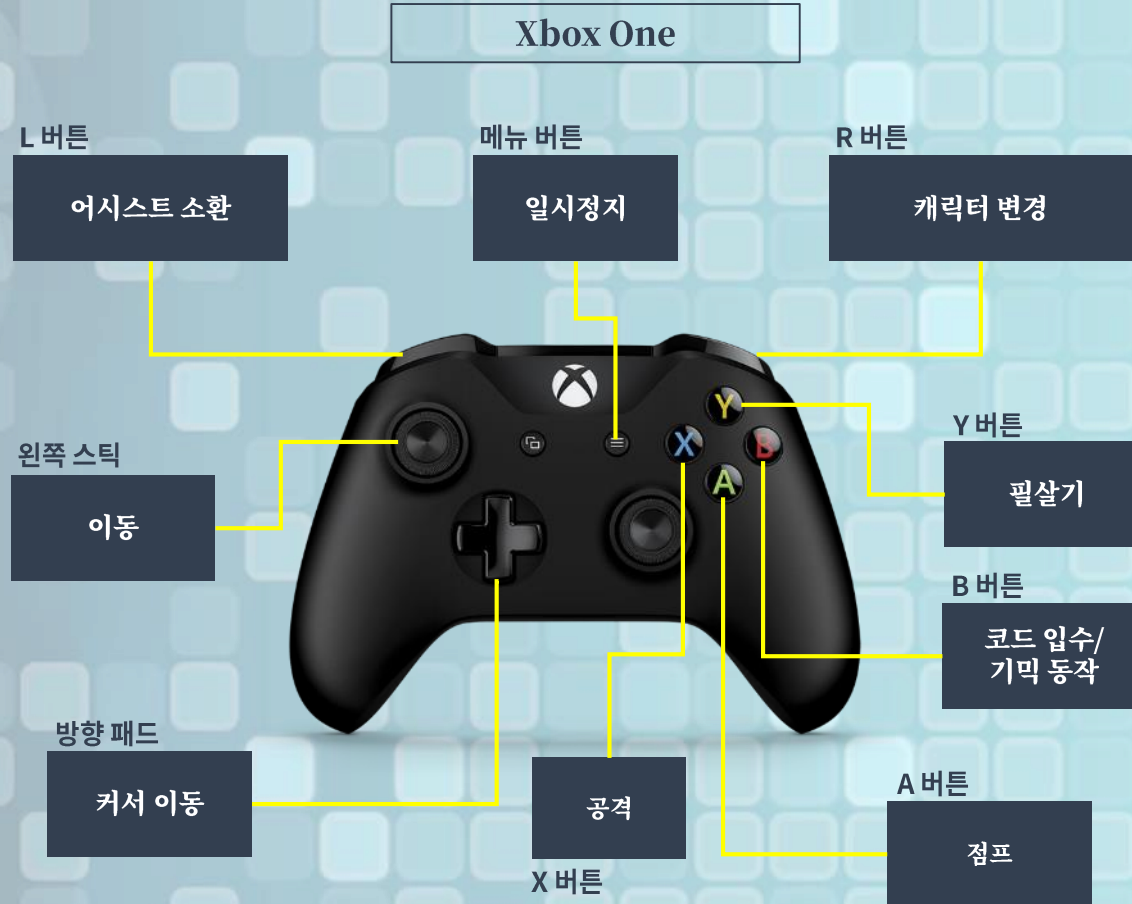 Xbox One
L 버튼
어시스트 소환
메뉴 버튼
일시정지
R 버튼
캐릭터 변경
Y
X
B
A
왼쪽 스틱
이동
Y 버튼
필살기
B 버튼
코드 입수/
기믹 동작
방향 패드
커서 이동
공격
X 버튼
A 버튼
점프